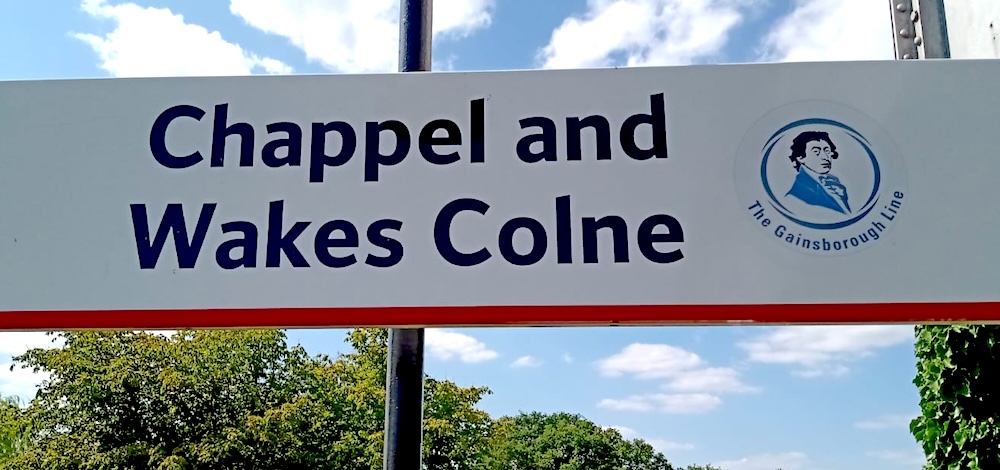 Chappel and
Wakes Colne
The Gainsborough Line